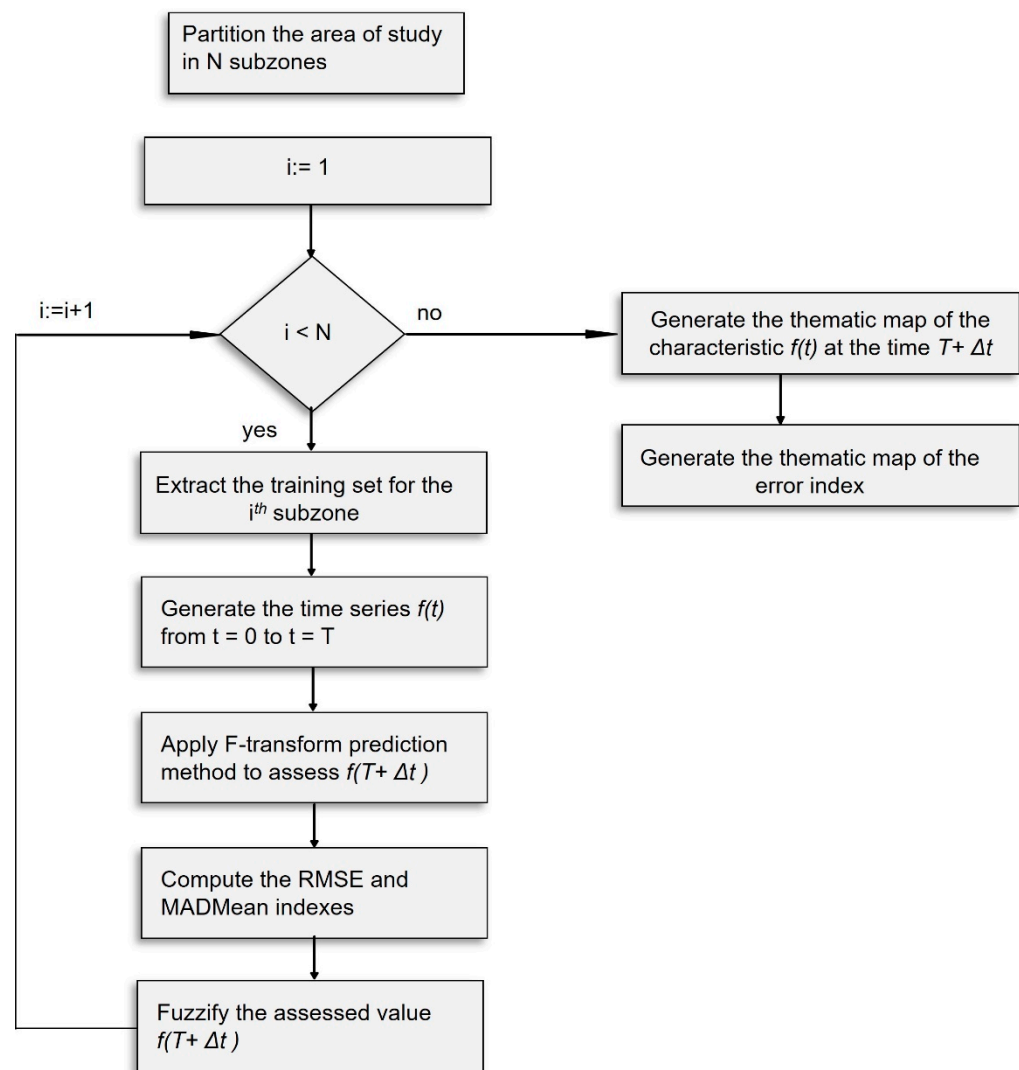 Partition the area of study
in N subzones
i:= 1
i:=i+1
i < N
no
yes
Generate the thematic map of the
characteristic f(t) at the time T+ Δt
Generate the thematic map of the
error index
Extract the training set for the
ith subzone
Generate the time series f(t)
from t = 0 to t = T
Apply F-transform prediction
method to assess f(T+ Δt )
Compute the RMSE and
MADMean indexes
Fuzzify the assessed value
f(T+ Δt )